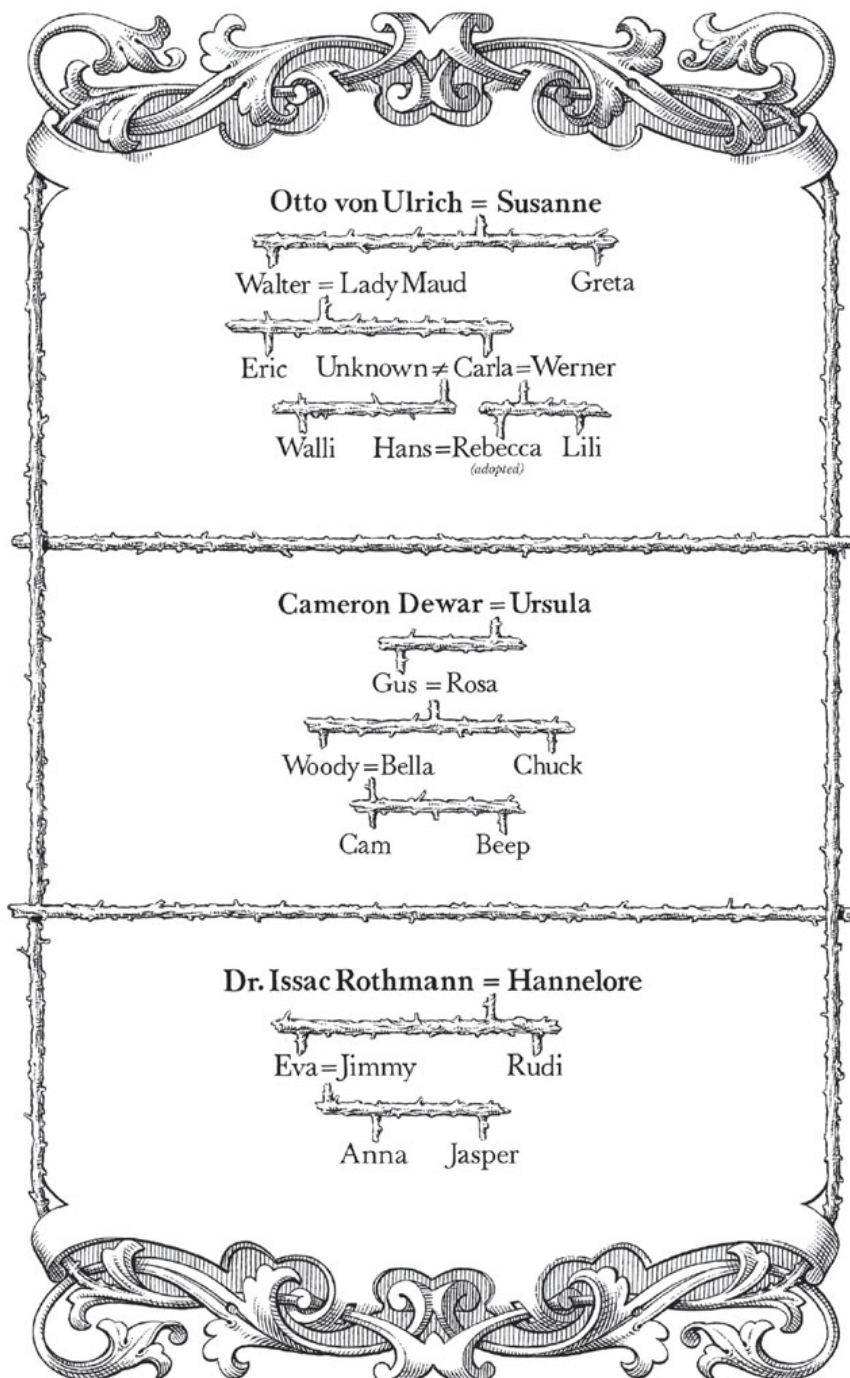 Otto von Ulrich = Susanne
Walter = Lady Maud Greta
Eric Unknown ≠ Carla=Werner
Walli Hans=Rebecca Lili
(adopted)
Cameron Dewar = Ursula
Gus = Rosa
Woody=Bella Chuck
Cam Beep
Dr. Issac Rothmann = Hannelore
Eva=Jimmy Rudi
Anna Jasper